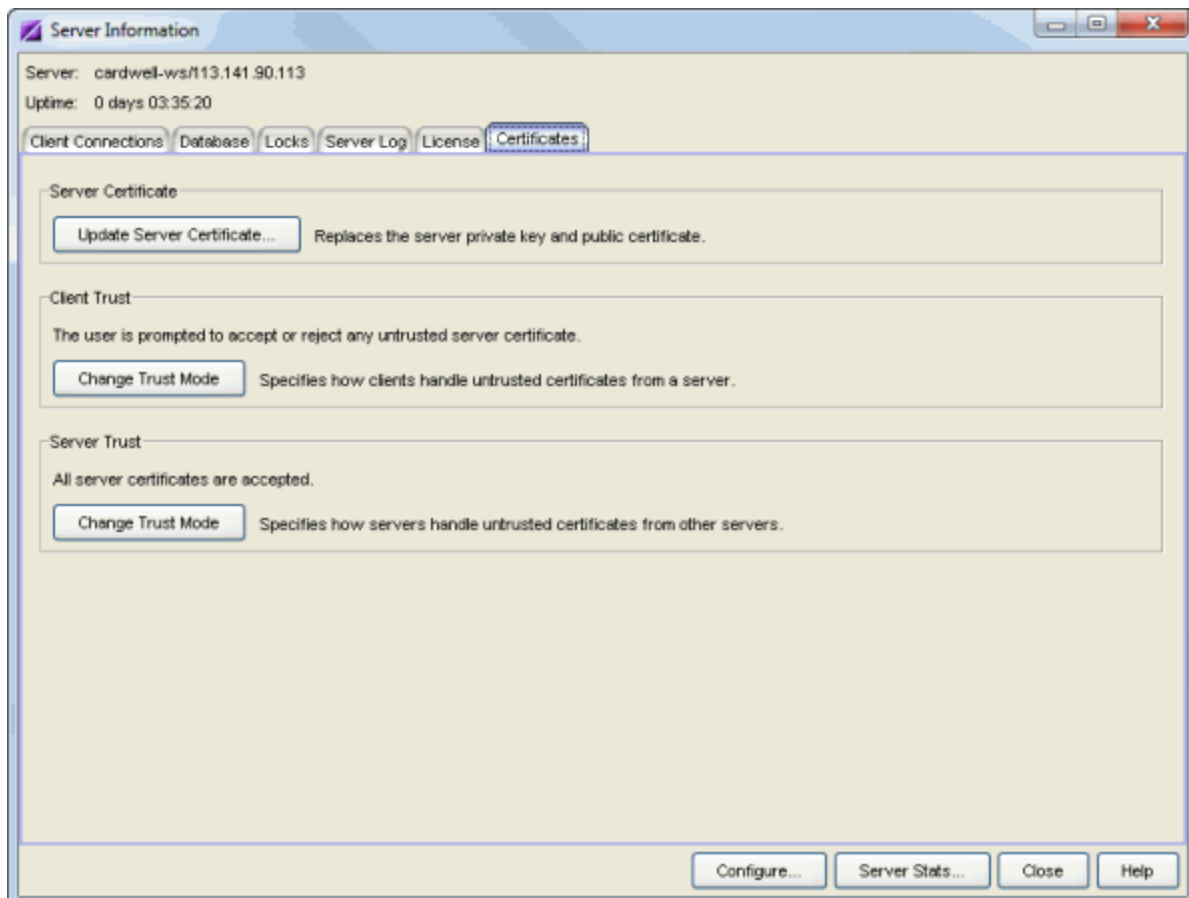 Server Information
Server: cardwell-ws/113.141.90.113
Uptime: 0 days 03:35:20
Client Connections Database Locks Server Log License Certificates
Server Certificate
Update Server Certificate... Replaces the server private key and public certificate.
Client Trust
The user is prompted to accept or reject any untrusted server certificate.
Change Trust Mode Specifies how clients handle untrusted certificates from a server.
Server Trust
All server certificates are accepted.
Change Trust Mode Specifies how servers handle untrusted certificates from other servers.
Configure... Server Stats... Close Help